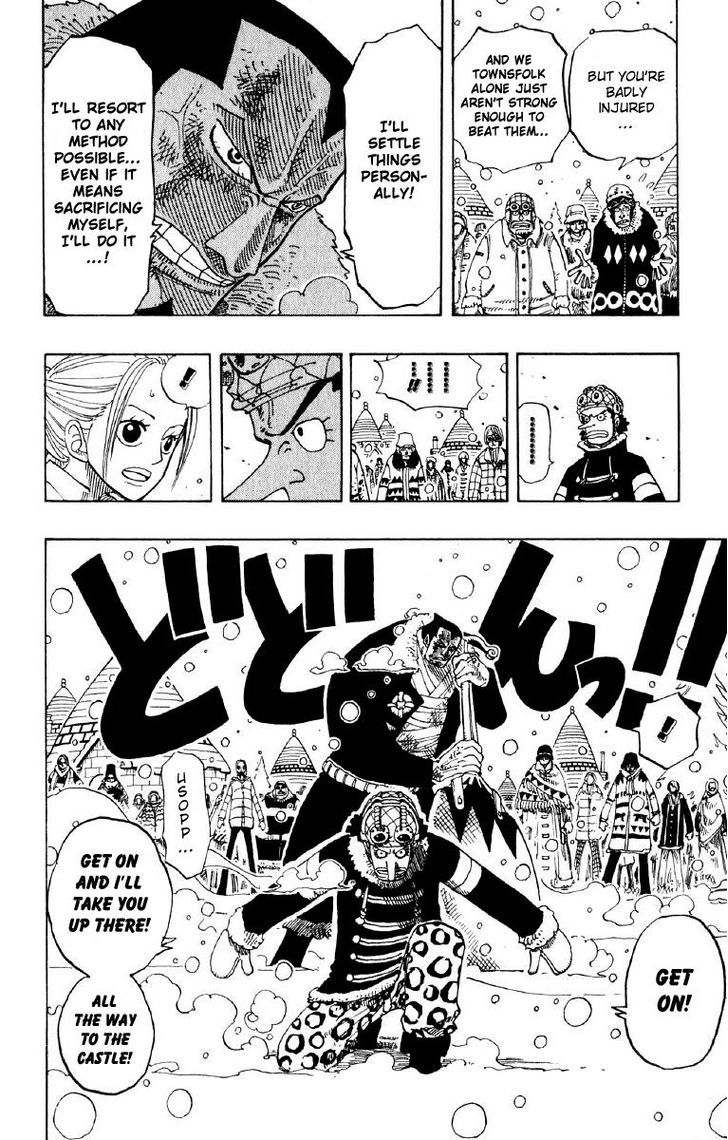 BUT YOU'RE
BADLY
INJURED
...
AND WE
TOWNSFOLK
ALONE JUST
AREN'T STRONG
ENOUGH TO
BEAT THEM...
I'LL
SETTLE
THINGS
PERSON-
ALLY!
I'LL RESORT
TO ANY
METHOD
POSSIBLE...
EVEN IF IT
MEANS
SACRIFICING
MYSELF,
I'LL DO IT
...!
.........
......!!
!
どどんっ!!
!
GET
ON!
USOPP
...
GET ON
AND I'LL
TAKE YOU
UP THERE!
ALL
THE WAY
TO THE
CASTLE!